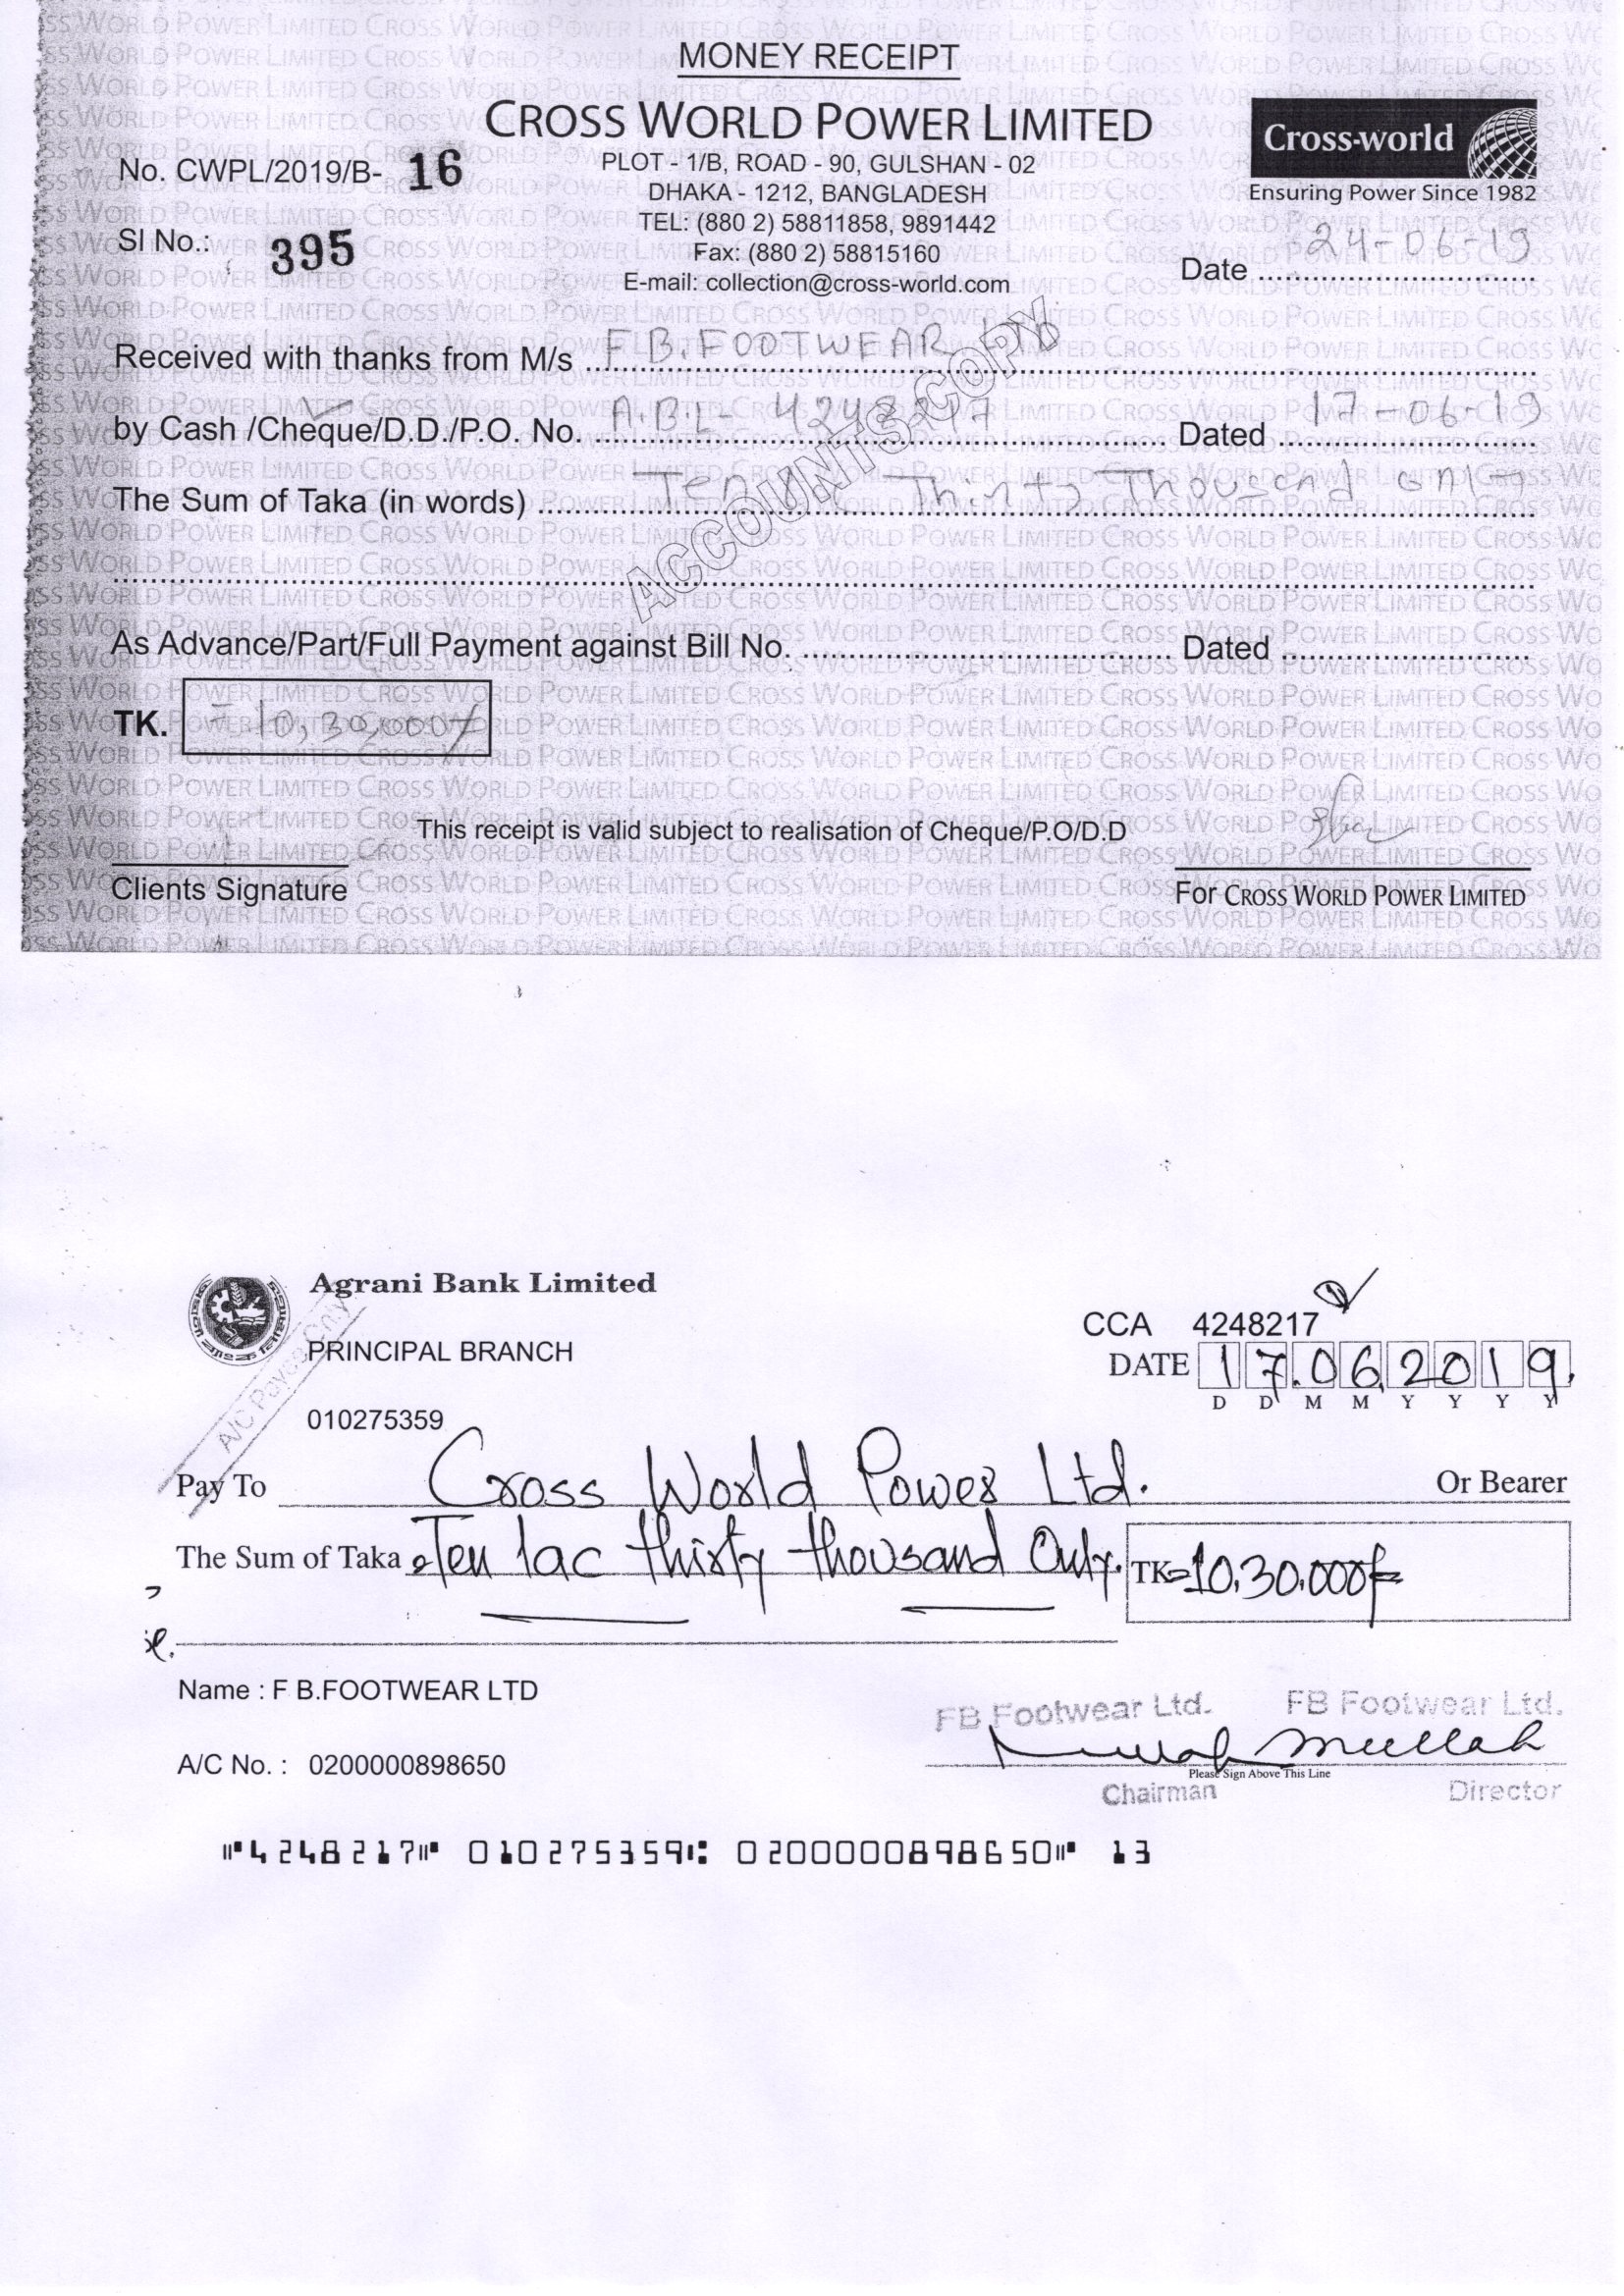 MONEY RECEIPT
CROSS WORLD POWER LIMITED
Cross-world
Ensuring Power Since 1982
No. CWPL/2019/B- 16
PLOT - 1/B, ROAD - 90, GULSHAN - 02
DHAKA - 1212, BANGLADESH
TEL: (880 2) 58811858, 9891442
Fax: (880 2) 58815160
E-mail: collection@cross-world.com
Sl No.: 395
Date 24-06-19
Received with thanks from M/s F.B.FOOTWEAR Ltd
by Cash /Cheque/D.D./P.O. No. A.B.L- 4248217 Dated 17-06-19
The Sum of Taka (in words) Ten Thirty Thousand only
ACCOUNTS COPY
As Advance/Part/Full Payment against Bill No. Dated
TK. =10,30,000/
This receipt is valid subject to realisation of Cheque/P.O/D.D
Clients Signature
For CROSS WORLD POWER LIMITED
Agrani Bank Limited
PRINCIPAL BRANCH
A/C Payee Only
CCA 4248217
DATE 17.06.2019.
D D M M Y Y Y Y
010275359
Pay To Cross World Power Ltd. Or Bearer
The Sum of Taka Ten lac thirty thousand Only. TK=10,30,000/=
Name : F B.FOOTWEAR LTD
FB Footwear Ltd. FB Footwear Ltd.
A/C No. : 0200000898650
Please Sign Above This Line
Chairman Director
⑈4248217⑈ 010275359⑆ 0200000898650⑈ 13